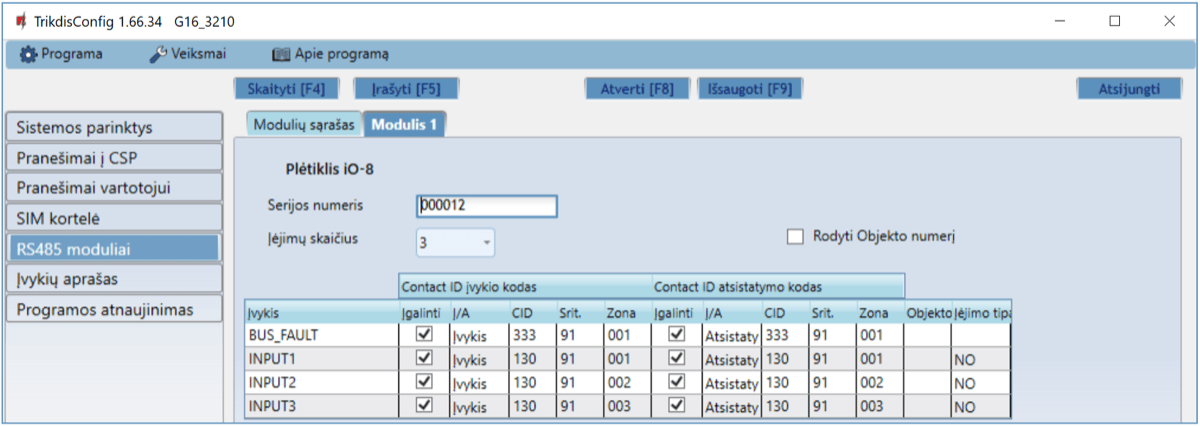 TrikdisConfig 1.66.34 G16_3210
Programa Veiksmai Apie programą
Skaityti [F4] Įrašyti [F5] Atverti [F8] Išsaugoti [F9] Atsijungti
Sistemos parinktys
Pranešimai į CSP
Pranešimai vartotojui
SIM kortelė
RS485 moduliai
Įvykių aprašas
Programos atnaujinimas
Modulių sąrašas Modulis 1
Plėtiklis iO-8
Serijos numeris 000012
Įėjimų skaičius 3 Rodyti Objekto numerį
Contact ID įvykio kodas Contact ID atsistatymo kodas
Įvykis Įgalinti Į/A CID Srit. Zona Įgalinti Į/A CID Srit. Zona Objekto Įėjimo tipa
BUS_FAULT Įvykis 333 91 001 Atsistaty 333 91 001
INPUT1 Įvykis 130 91 001 Atsistaty 130 91 001 NO
INPUT2 Įvykis 130 91 002 Atsistaty 130 91 002 NO
INPUT3 Įvykis 130 91 003 Atsistaty 130 91 003 NO